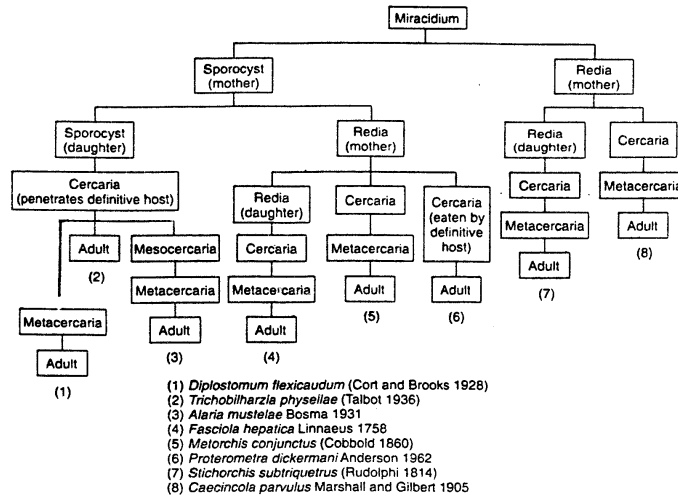 Miracidium
Sporocyst
(mother)
Redia
(mother)
Sporocyst
(daughter)
Redia
(mother)
Redia
(daughter)
Cercaria
Cercaria
(penetrates definitive host)
Redia
(daughter)
Cercaria
Cercaria
(eaten by
definitive
host)
Cercaria
Metacercaria
Adult
(2)
Mesocercaria
Cercaria
Metacercaria
Metacercaria
Adult
(8)
Metacercaria
Metacercaria
Metacercaria
Adult
(5)
Adult
(6)
Adult
(7)
Adult
(1)
Adult
(3)
Adult
(4)
(1) Diplostomum flexicaudum (Cort and Brooks 1928)
(2) Trichobilharzia physellae (Talbot 1936)
(3) Alaria mustelae Bosma 1931
(4) Fasciola hepatica Linnaeus 1758
(5) Metorchis conjunctus (Cobbold 1860)
(6) Proterometra dickermani Anderson 1962
(7) Stichorchis subtriquetrus (Rudolphi 1814)
(8) Caecincola parvulus Marshall and Gilbert 1905